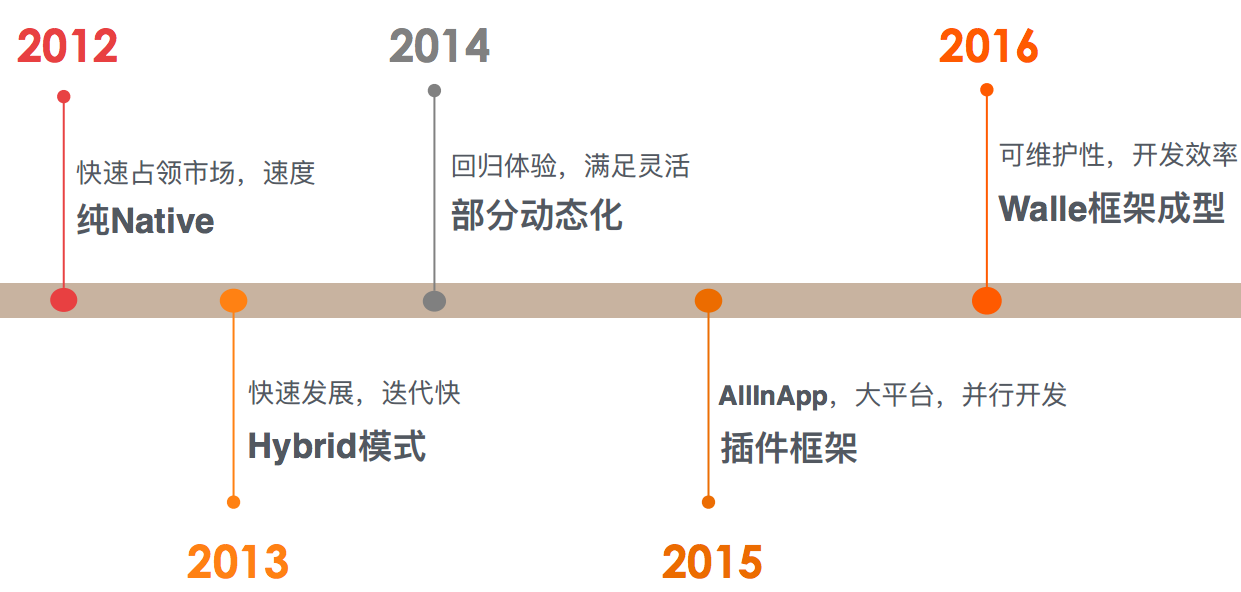 2012
快速占领市场，速度
纯Native
2013
快速发展，迭代快
Hybrid模式
2014
回归体验，满足灵活
部分动态化
2015
AllInApp，大平台，并行开发
插件框架
2016
可维护性，开发效率
Walle框架成型